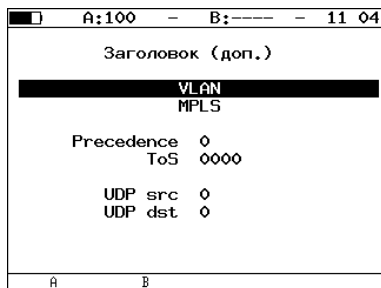 A:100 – B:---- – 11 04
Заголовок (доп.)
VLAN
MPLS
Precedence 0
ToS 0000
UDP src 0
UDP dst 0
A B